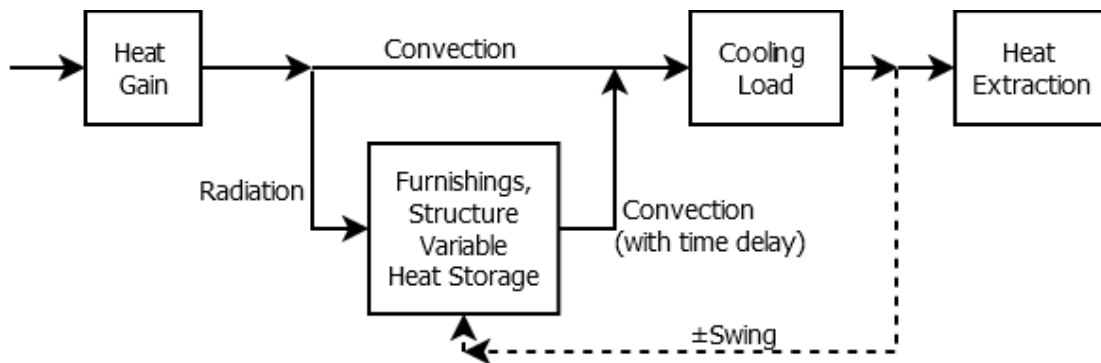 Heat
Gain
Convection
Cooling
Load
Heat
Extraction
Radiation
Furnishings,
Structure
Variable
Heat Storage
Convection
(with time delay)
±Swing